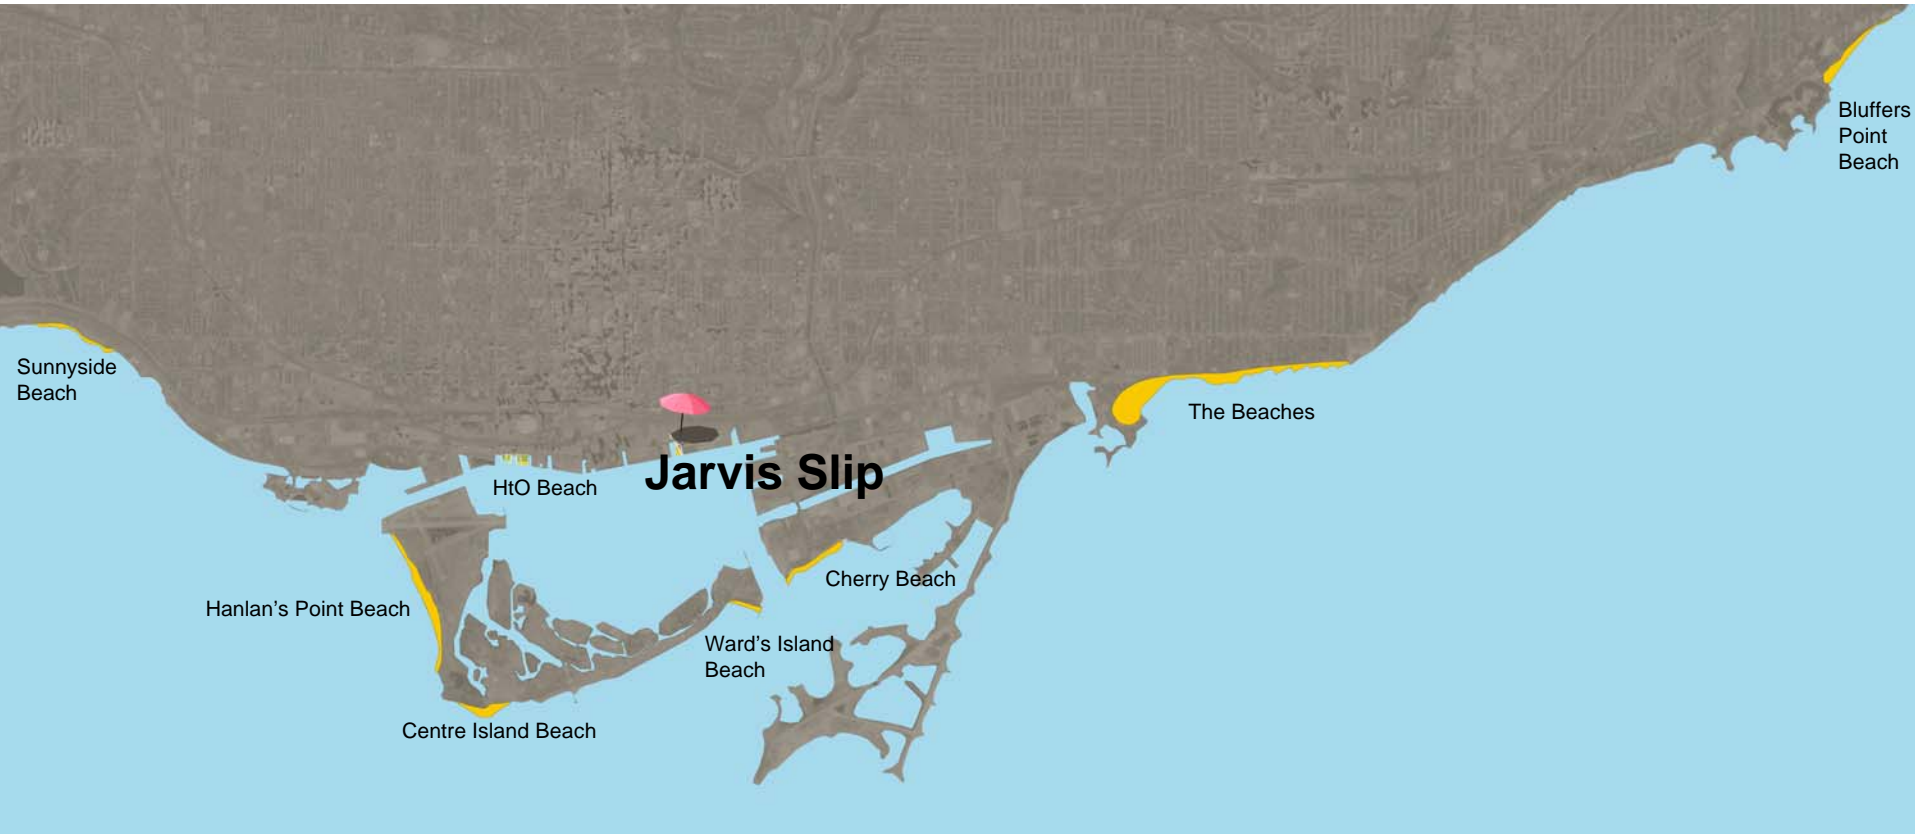 Bluffers
Point
Beach
Sunnyside
Beach
The Beaches
Jarvis Slip
HtO Beach
Cherry Beach
Hanlan's Point Beach
Ward's Island
Beach
Centre Island Beach